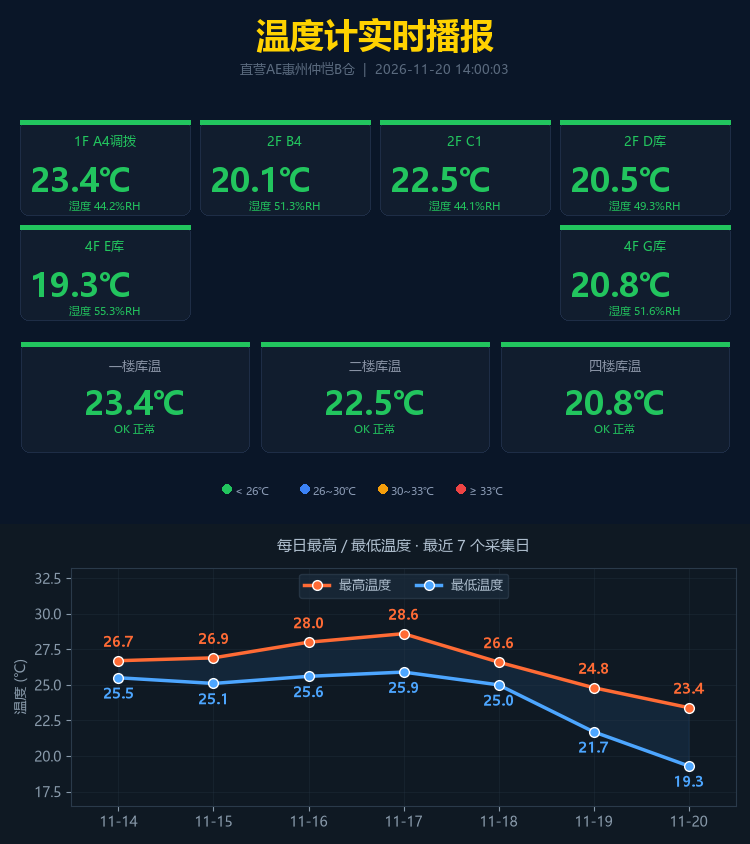 温度计实时播报
直营AE惠州仲恺B仓 | 2026-11-20 14:00:03
1F A4调拨
23.4℃
湿度 44.2%RH
2F B4
20.1℃
湿度 51.3%RH
2F C1
22.5℃
湿度 44.1%RH
2F D库
20.5℃
湿度 49.3%RH
4F E库
19.3℃
湿度 55.3%RH
4F G库
20.8℃
湿度 51.6%RH
一楼库温
23.4℃
OK 正常
二楼库温
22.5℃
OK 正常
四楼库温
20.8℃
OK 正常
< 26℃ 26~30℃ 30~33℃ ≥ 33℃
每日最高 / 最低温度 · 最近 7 个采集日
最高温度 最低温度
温度 (℃)
32.5
30.0
27.5
25.0
22.5
20.0
17.5
26.7 26.9 28.0 28.6 26.6 24.8 23.4
25.5 25.1 25.6 25.9 25.0 21.7 19.3
11-14 11-15 11-16 11-17 11-18 11-19 11-20